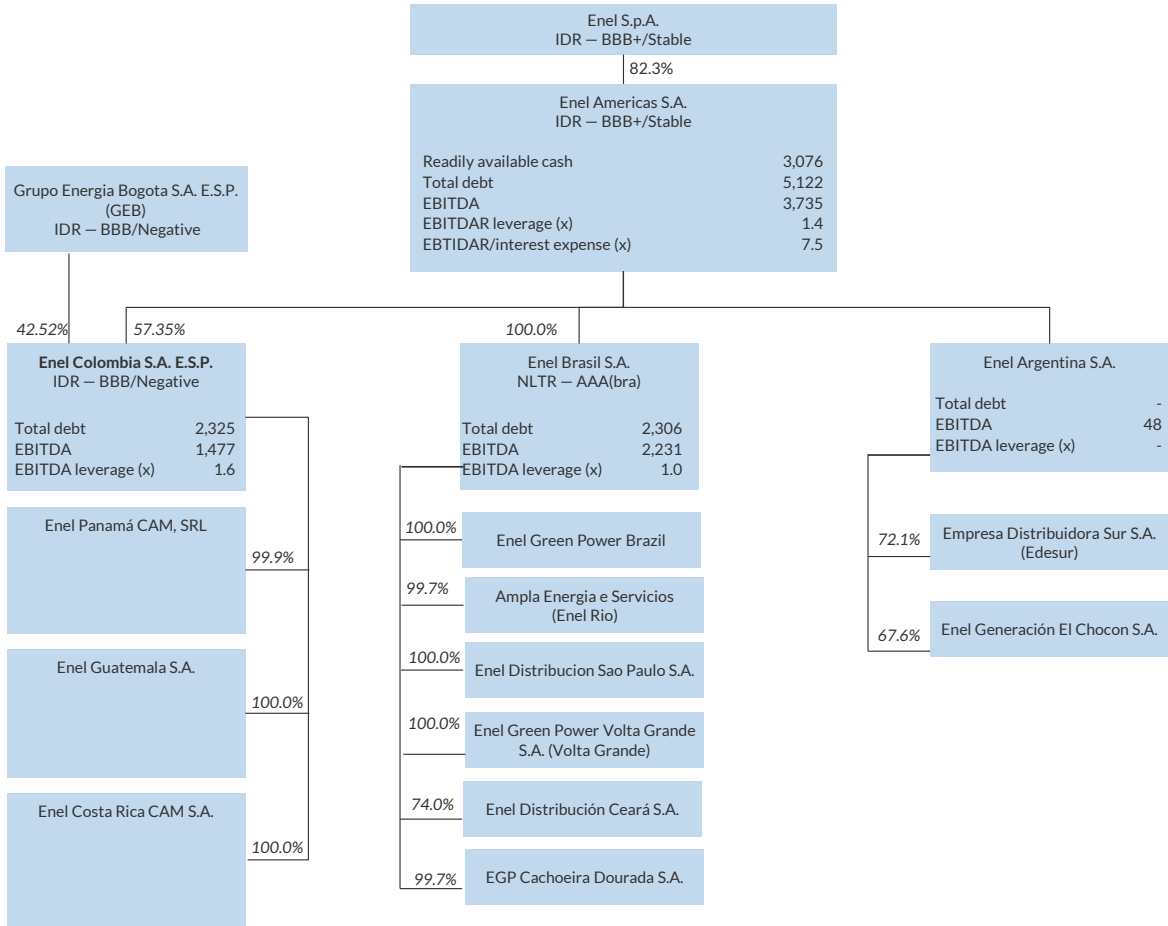 Enel S.p.A.
IDR — BBB+/Stable
82.3%
Enel Americas S.A.
IDR — BBB+/Stable
Readily available cash 3,076
Total debt 5,122
EBITDA 3,735
EBITDAR leverage (x) 1.4
EBTIDAR/interest expense (x) 7.5
Grupo Energia Bogota S.A. E.S.P.
(GEB)
IDR — BBB/Negative
42.52%
57.35%
100.0%
Enel Colombia S.A. E.S.P.
IDR — BBB/Negative
Total debt 2,325
EBITDA 1,477
EBITDA leverage (x) 1.6
Enel Panamá CAM, SRL
99.9%
Enel Guatemala S.A.
100.0%
Enel Costa Rica CAM S.A.
100.0%
Enel Brasil S.A.
NLTR — AAA(bra)
Total debt 2,306
EBITDA 2,231
EBITDA leverage (x) 1.0
100.0%
Enel Green Power Brazil
99.7%
Ampla Energia e Servicios
(Enel Rio)
100.0%
Enel Distribucion Sao Paulo S.A.
100.0%
Enel Green Power Volta Grande
S.A. (Volta Grande)
74.0%
Enel Distribución Ceará S.A.
99.7%
EGP Cachoeira Dourada S.A.
Enel Argentina S.A.
Total debt -
EBITDA 48
EBITDA leverage (x) -
72.1%
Empresa Distribuidora Sur S.A.
(Edesur)
67.6%
Enel Generación El Chocon S.A.